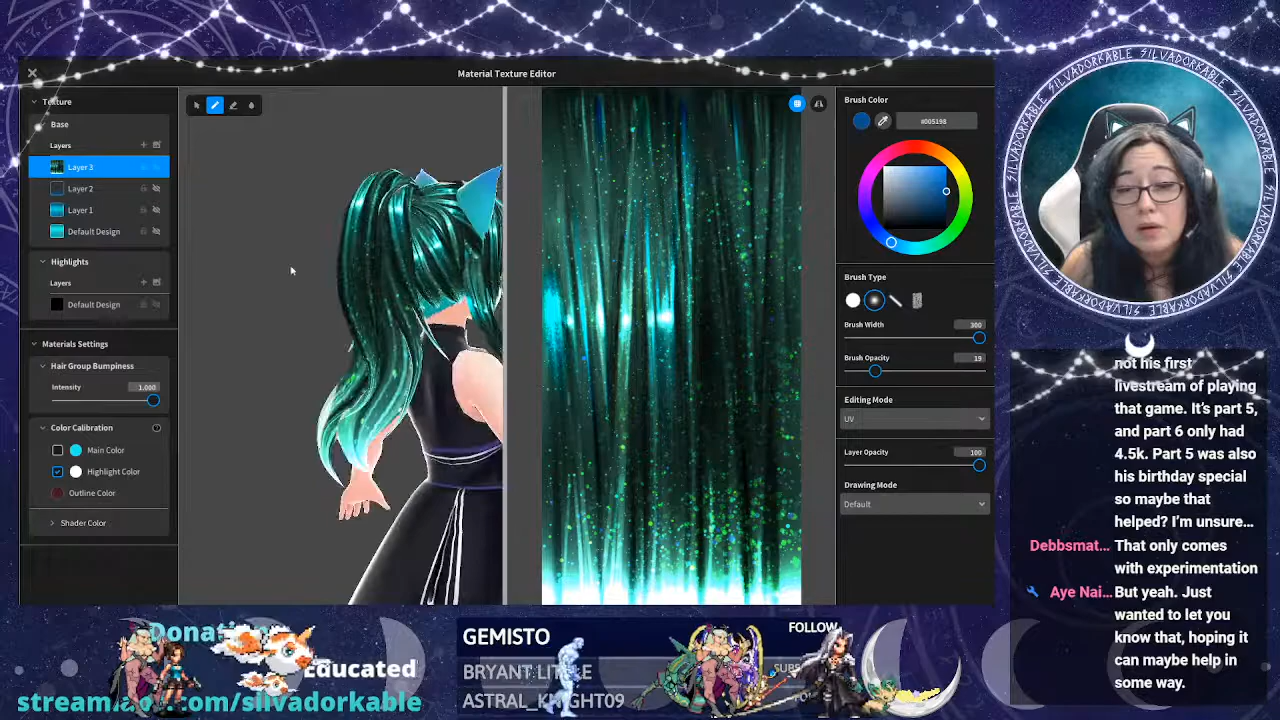 Material Texture Editor
Texture
Base
Layers
Layer 3
Layer 2
Layer 1
Default Design
Highlights
Layers
Default Design
Materials Settings
Hair Group Bumpiness
Intensity
1.000
Color Calibration
Main Color
Highlight Color
Outline Color
Shader Color
Brush Color
#005198
Brush Type
Brush Width
300
Brush Opacity
19
Editing Mode
UV
Layer Opacity
100
Drawing Mode
Default
SILVADORKABLE SILVADORKABLE SILVADORKABLE
not his first
livestream of playing
that game. It's part 5,
and part 6 only had
4.5k. Part 5 was also
his birthday special
so maybe that
helped? I'm unsure...
Debbsmat... That only comes
with experimentation
Aye Nai... But yeah. Just
wanted to let you
know that, hoping it
can maybe help in
some way.
Educated
/silvadorkable
GEMISTO
ASTRAL_KNIGHT09
FOLLOW